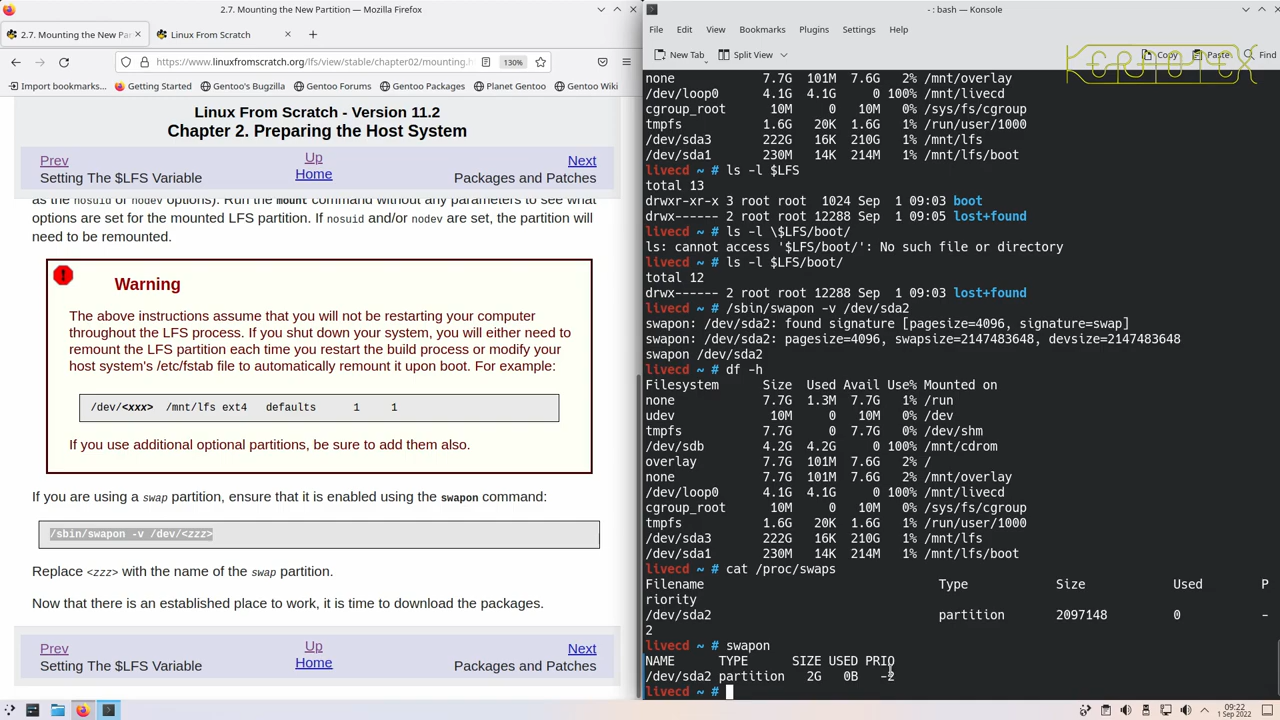 2.7. Mounting the New Partition — Mozilla Firefox
2.7. Mounting the New Par
Linux From Scratch
https://www.linuxfromscratch.org/lfs/view/stable/chapter02/mounting.h
130%
Import bookmarks...
Getting Started
Gentoo's Bugzilla
Gentoo Forums
Gentoo Packages
Planet Gentoo
Gentoo Wiki
Linux From Scratch - Version 11.2
Chapter 2. Preparing the Host System
Prev
Up
Next
Setting The $LFS Variable
Home
Packages and Patches
as the nosuid or nodev options). Run the mount command without any parameters to see what
options are set for the mounted LFS partition. If nosuid and/or nodev are set, the partition will
need to be remounted.
Warning
The above instructions assume that you will not be restarting your computer
throughout the LFS process. If you shut down your system, you will either need to
remount the LFS partition each time you restart the build process or modify your
host system's /etc/fstab file to automatically remount it upon boot. For example:
/dev/<xxx>  /mnt/lfs ext4   defaults      1     1
If you use additional optional partitions, be sure to add them also.
If you are using a swap partition, ensure that it is enabled using the swapon command:
/sbin/swapon -v /dev/<zzz>
Replace <zzz> with the name of the swap partition.
Now that there is an established place to work, it is time to download the packages.
Prev
Up
Next
Setting The $LFS Variable
Home
Packages and Patches
- : bash — Konsole
File Edit View Bookmarks Plugins Settings Help
New Tab Split View Copy Paste Find
KERNOTEX
none 7.7G 101M 7.6G 2% /mnt/overlay
/dev/loop0 4.1G 4.1G 0 100% /mnt/livecd
cgroup_root 10M 0 10M 0% /sys/fs/cgroup
tmpfs 1.6G 20K 1.6G 1% /run/user/1000
/dev/sda3 222G 16K 210G 1% /mnt/lfs
/dev/sda1 230M 14K 214M 1% /mnt/lfs/boot
livecd ~ # ls -l $LFS
total 13
drwxr-xr-x 3 root root  1024 Sep  1 09:03 boot
drwx------ 2 root root 12288 Sep  1 09:05 lost+found
livecd ~ # ls -l \$LFS/boot/
ls: cannot access '$LFS/boot/': No such file or directory
livecd ~ # ls -l $LFS/boot/
total 12
drwx------ 2 root root 12288 Sep  1 09:03 lost+found
livecd ~ # /sbin/swapon -v /dev/sda2
swapon: /dev/sda2: found signature [pagesize=4096, signature=swap]
swapon: /dev/sda2: pagesize=4096, swapsize=2147483648, devsize=2147483648
swapon /dev/sda2
livecd ~ # df -h
Filesystem Size Used Avail Use% Mounted on
none 7.7G 1.3M 7.7G 1% /run
udev 10M 0 10M 0% /dev
tmpfs 7.7G 0 7.7G 0% /dev/shm
/dev/sdb 4.2G 4.2G 0 100% /mnt/cdrom
overlay 7.7G 101M 7.6G 2% /
none 7.7G 101M 7.6G 2% /mnt/overlay
/dev/loop0 4.1G 4.1G 0 100% /mnt/livecd
cgroup_root 10M 0 10M 0% /sys/fs/cgroup
tmpfs 1.6G 20K 1.6G 1% /run/user/1000
/dev/sda3 222G 16K 210G 1% /mnt/lfs
/dev/sda1 230M 14K 214M 1% /mnt/lfs/boot
livecd ~ # cat /proc/swaps
Filename Type Size Used P
riority
/dev/sda2 partition 2097148 0 -
2
livecd ~ # swapon
NAME TYPE SIZE USED PRIO
/dev/sda2 partition 2G 0B -2
livecd ~ #
09:22
1 Sep 2022